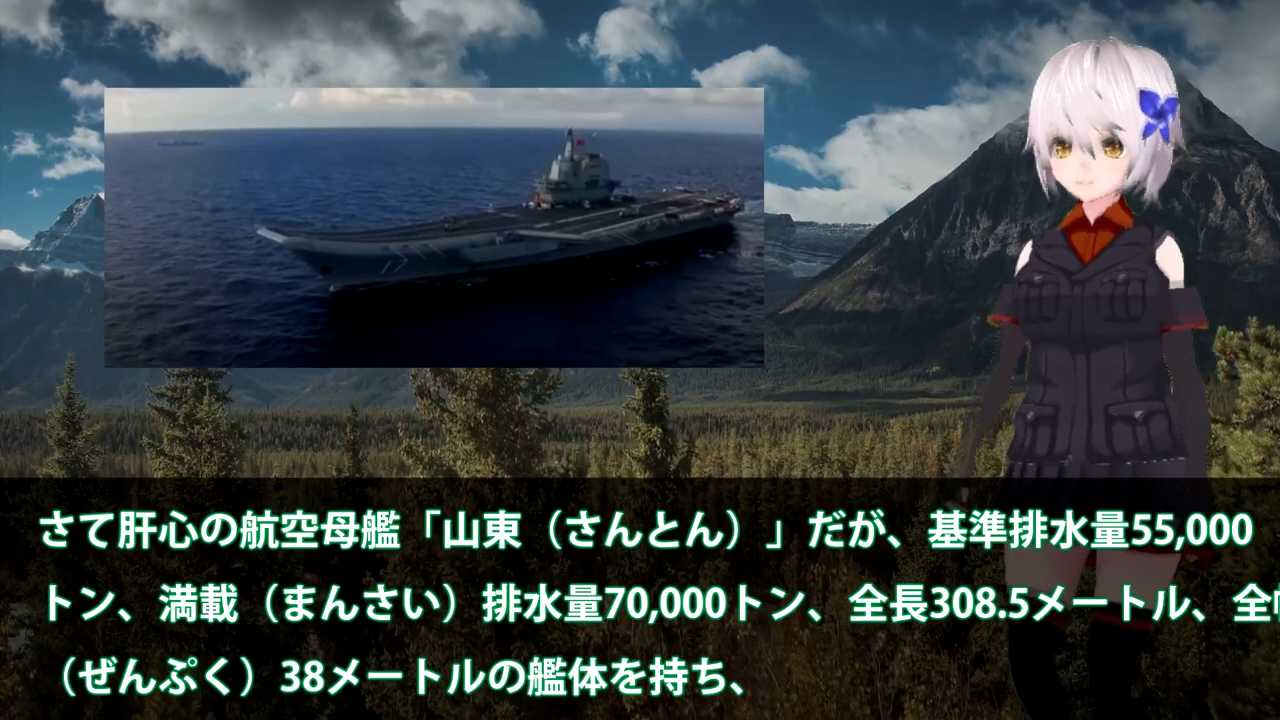 さて肝心の航空母艦「山東（さんとん）」だが、基準排水量55,000
トン、満載（まんさい）排水量70,000トン、全長308.5メートル、全
（ぜんぷく）38メートルの艦体を持ち、